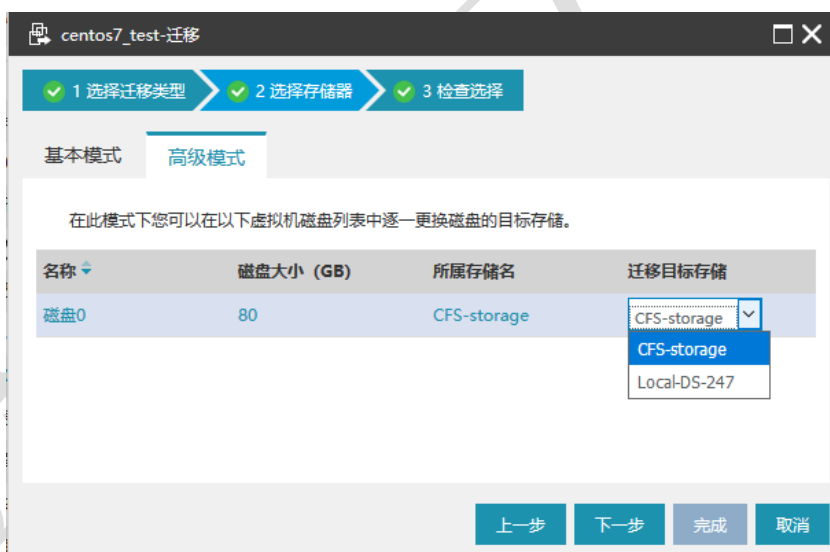 centos7_test-迁移
1 选择迁移类型 2 选择存储器 3 检查选择
基本模式 高级模式
在此模式下您可以在以下虚拟机磁盘列表中逐一更换磁盘的目标存储。
名称 磁盘大小（GB） 所属存储名 迁移目标存储
磁盘0 80 CFS-storage CFS-storage
CFS-storage
Local-DS-247
上一步 下一步 完成 取消